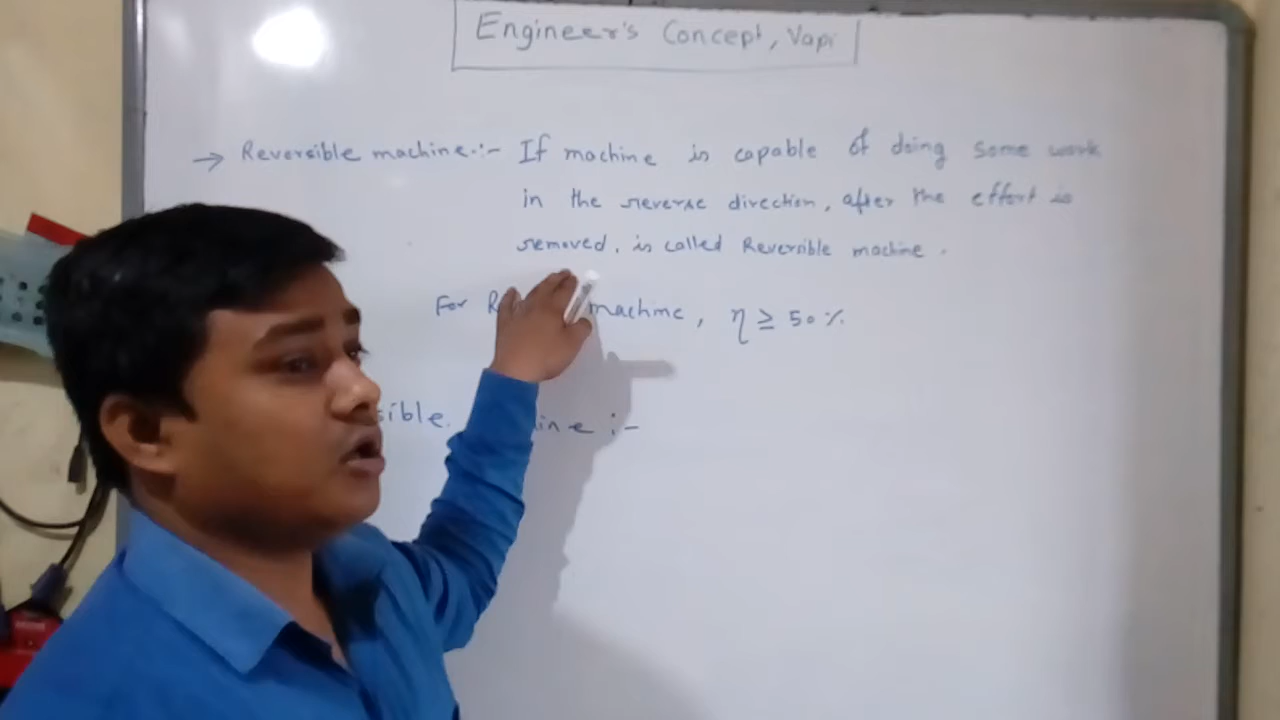 Engineer's Concept, Vapi
→ Reversible machine:- If machine is capable of doing some work
in the reverse direction, after the effort is
removed, is called Reversible machine.
For machine, η ≥ 50%
sible ine :-